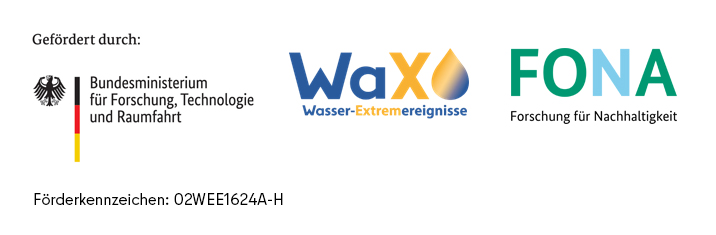 Gefördert durch:
Bundesministerium
für Forschung, Technologie
und Raumfahrt
WaX
Wasser-Extremereignisse
FONA
Forschung für Nachhaltigkeit
Förderkennzeichen: 02WEE1624A-H